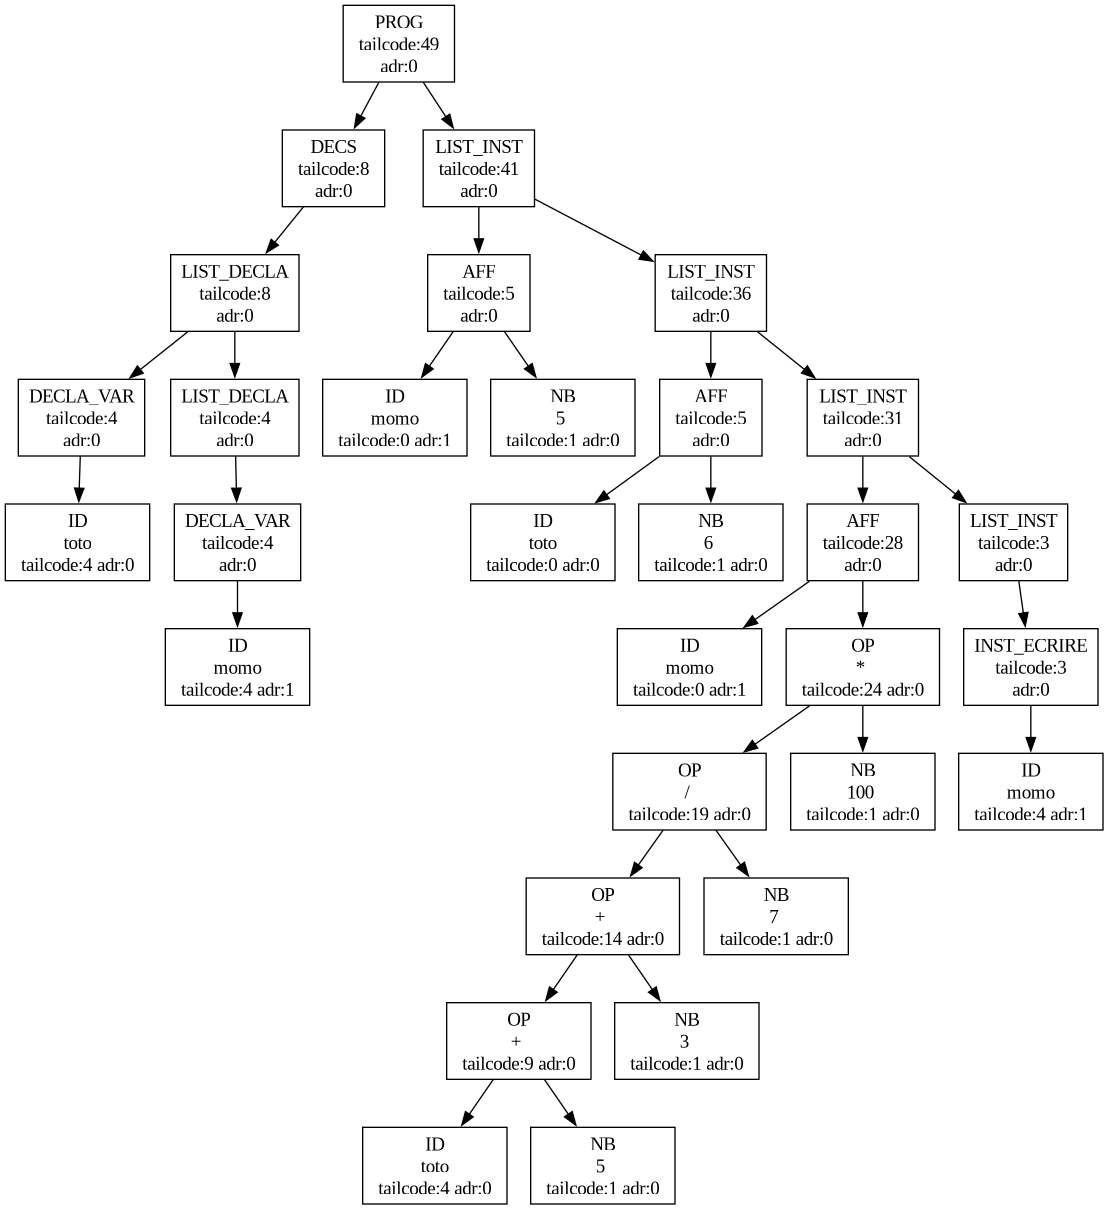 PROG
tailcode:49
adr:0
DECS
tailcode:8
adr:0
LIST_INST
tailcode:41
adr:0
LIST_DECLA
tailcode:8
adr:0
AFF
tailcode:5
adr:0
LIST_INST
tailcode:36
adr:0
DECLA_VAR
tailcode:4
adr:0
LIST_DECLA
tailcode:4
adr:0
ID
momo
tailcode:0 adr:1
NB
5
tailcode:1 adr:0
AFF
tailcode:5
adr:0
LIST_INST
tailcode:31
adr:0
ID
toto
tailcode:4 adr:0
DECLA_VAR
tailcode:4
adr:0
ID
toto
tailcode:0 adr:0
NB
6
tailcode:1 adr:0
AFF
tailcode:28
adr:0
LIST_INST
tailcode:3
adr:0
ID
momo
tailcode:4 adr:1
ID
momo
tailcode:0 adr:1
OP
*
tailcode:24 adr:0
INST_ECRIRE
tailcode:3
adr:0
OP
/
tailcode:19 adr:0
NB
100
tailcode:1 adr:0
ID
momo
tailcode:4 adr:1
OP
+
tailcode:14 adr:0
NB
7
tailcode:1 adr:0
OP
+
tailcode:9 adr:0
NB
3
tailcode:1 adr:0
ID
toto
tailcode:4 adr:0
NB
5
tailcode:1 adr:0